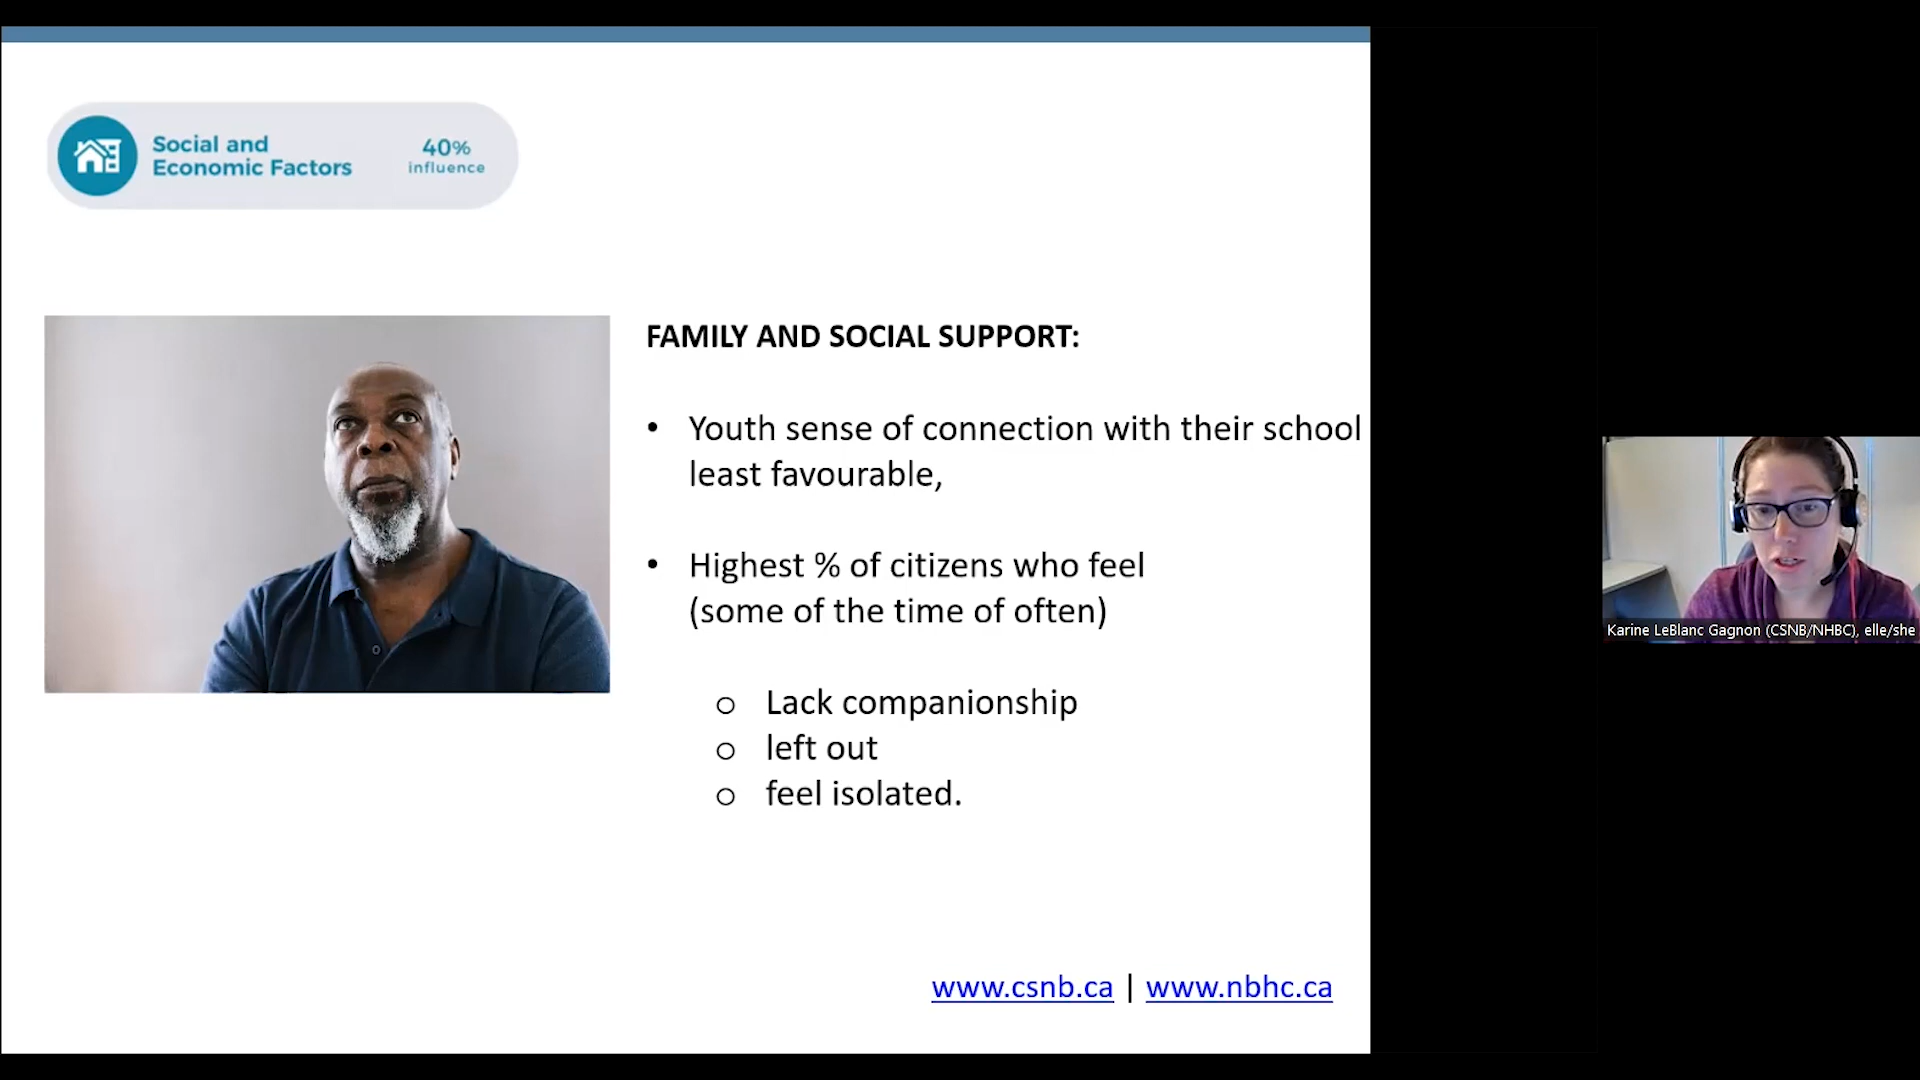 Social and
Economic Factors
40%
influence
FAMILY AND SOCIAL SUPPORT:
• Youth sense of connection with their school
least favourable,
• Highest % of citizens who feel
(some of the time of often)
o Lack companionship
o left out
o feel isolated.
www.csnb.ca | www.nbhc.ca
Karine LeBlanc Gagnon (CSNB/NHBC), elle/she